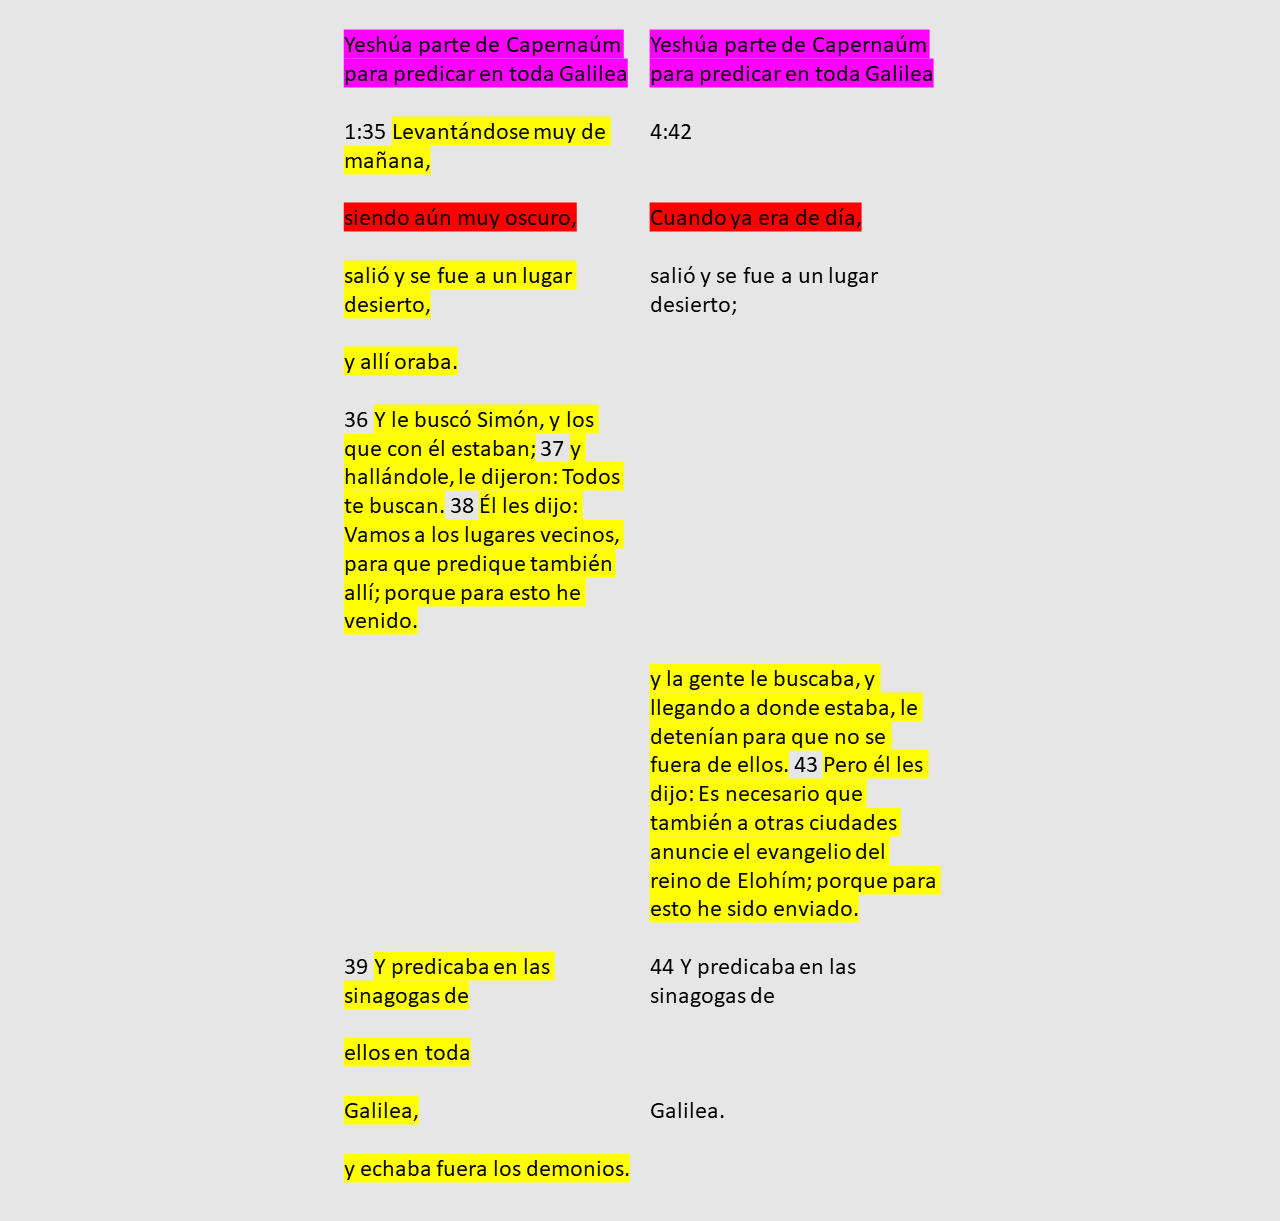 Yeshúa parte de Capernaúm
para predicar en toda Galilea
1:35 Levantándose muy de
mañana,
siendo aún muy oscuro,
salió y se fue a un lugar
desierto,
y allí oraba.
36 Y le buscó Simón, y los
que con él estaban; 37 y
hallándole, le dijeron: Todos
te buscan. 38 Él les dijo:
Vamos a los lugares vecinos,
para que predique también
allí; porque para esto he
venido.
39 Y predicaba en las
sinagogas de
ellos en toda
Galilea,
y echaba fuera los demonios.
Yeshúa parte de Capernaúm
para predicar en toda Galilea
4:42
Cuando ya era de día,
salió y se fue a un lugar
desierto;
y la gente le buscaba, y
llegando a donde estaba, le
detenían para que no se
fuera de ellos. 43 Pero él les
dijo: Es necesario que
también a otras ciudades
anuncie el evangelio del
reino de Elohím; porque para
esto he sido enviado.
44 Y predicaba en las
sinagogas de
Galilea.